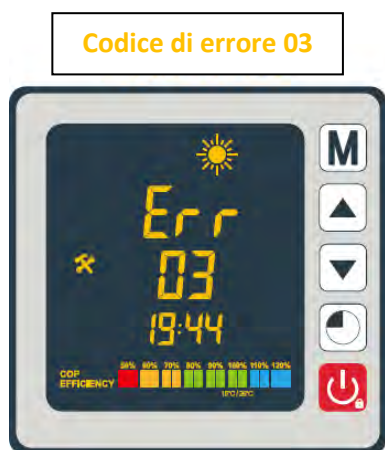 Codice di errore 03
M
Err
03
19:44
50% 60% 70% 80% 90% 100% 110% 120%
COP
EFFICIENCY